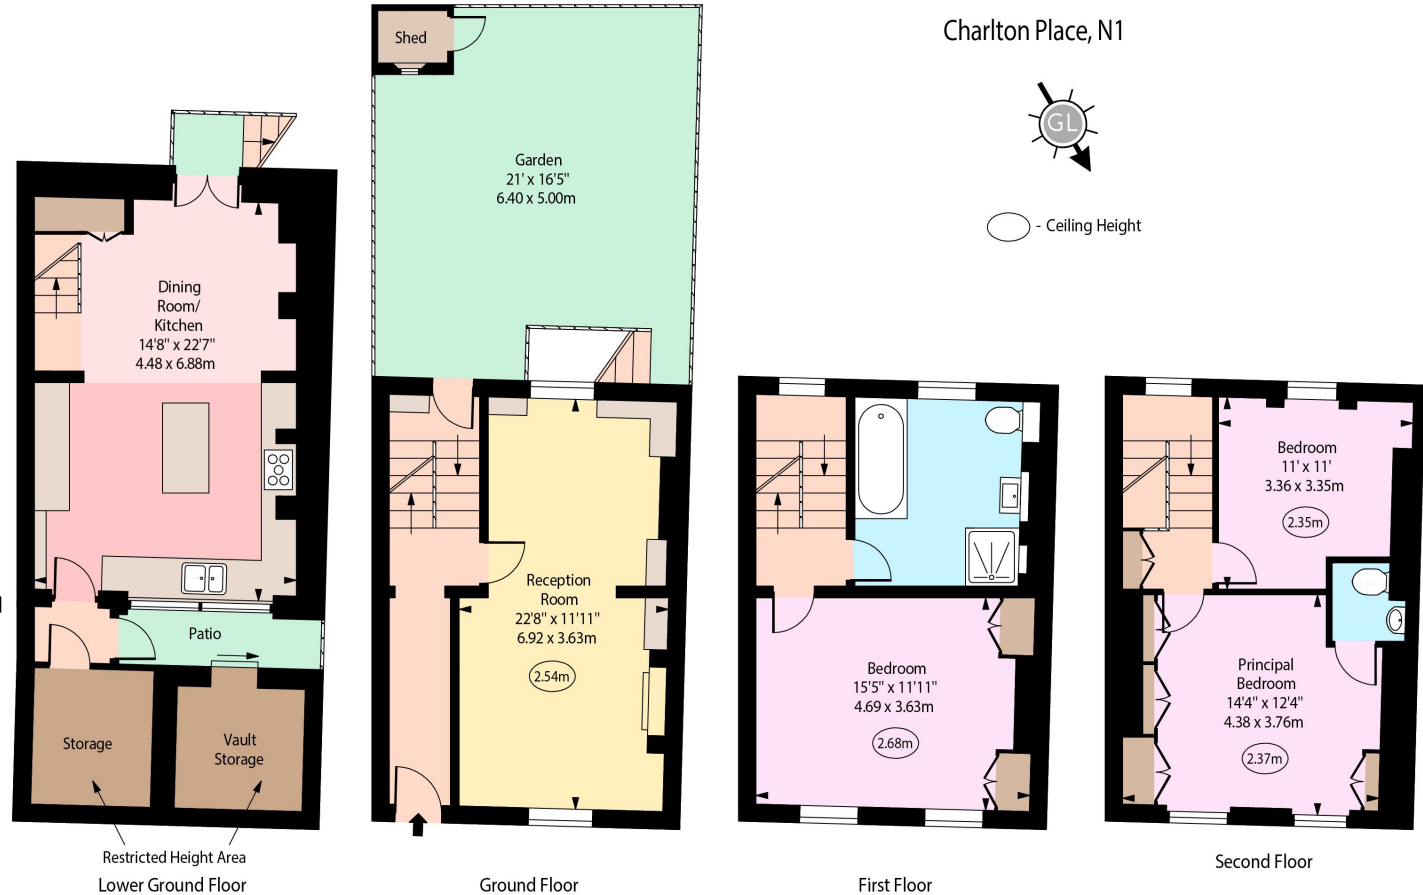 Charlton Place, N1
GL
- Ceiling Height
Dining
Room/
Kitchen
14'8" x 22'7"
4.48 x 6.88m
Patio
Storage
Vault
Storage
Restricted Height Area
Lower Ground Floor
Shed
Garden
21' x 16'5"
6.40 x 5.00m
Reception
Room
22'8" x 11'11"
6.92 x 3.63m
2.54m
Ground Floor
Bedroom
15'5" x 11'11"
4.69 x 3.63m
2.68m
First Floor
Bedroom
11' x 11'
3.36 x 3.35m
2.35m
Principal
Bedroom
14'4" x 12'4"
4.38 x 3.76m
2.37m
Second Floor